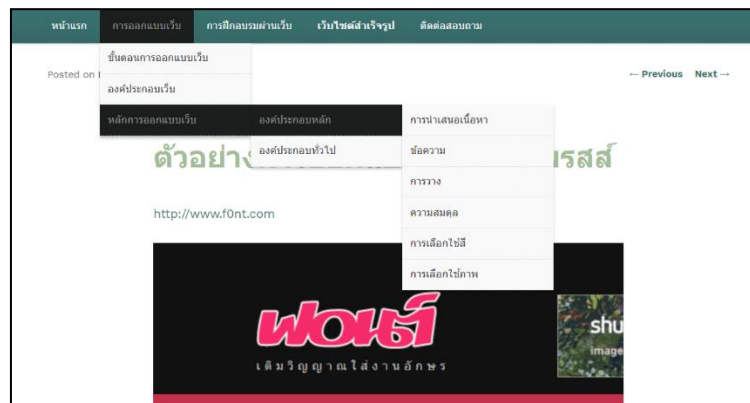 หน้าแรก การออกแบบเว็บ การฝึกอบรมผ่านเว็บ เว็บไซต์สำเร็จรูป ติดต่อสอบถาม
ขั้นตอนการออกแบบเว็บ
Posted on
← Previous Next →
องค์ประกอบเว็บ
หลักการออกแบบเว็บ องค์ประกอบหลัก การนำเสนอเนื้อหา
องค์ประกอบทั่วไป ข้อความ
ตัวอย่าง
การวาง
http://www.f0nt.com
ความสมดุล
การเลือกใช้สี
การเลือกใช้ภาพ
ฟอนต์
shu
image
เติมวิญญาณใส่งานอักษร